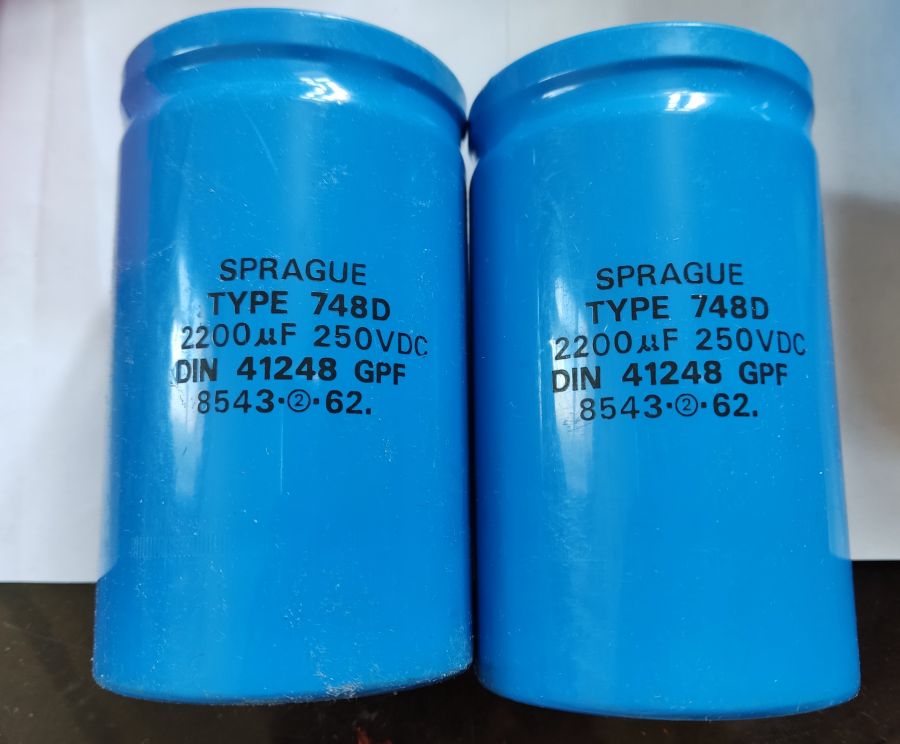 SPRAGUE
TYPE 748D
2200µF 250VDC
DIN 41248 GPF
8543·②·62.
SPRAGUE
TYPE 748D
2200µF 250VDC
DIN 41248 GPF
8543·②·62.